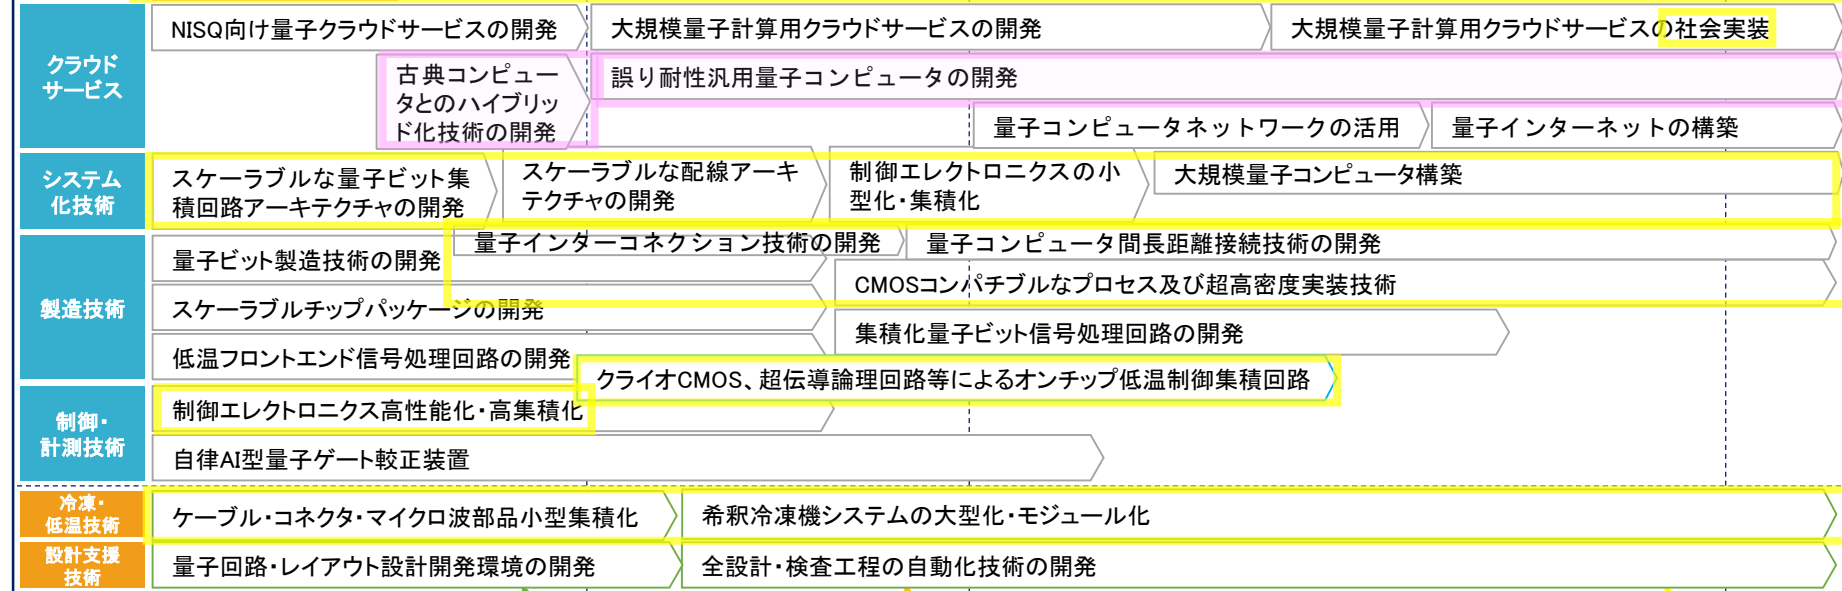 クラウド
サービス
NISQ向け量子クラウドサービスの開発
大規模量子計算用クラウドサービスの開発
大規模量子計算用クラウドサービスの社会実装
古典コンピュー
タとのハイブリッ
ド化技術の開発
誤り耐性汎用量子コンピュータの開発
量子コンピュータネットワークの活用
量子インターネットの構築
システム
化技術
スケーラブルな量子ビット集
積回路アーキテクチャの開発
スケーラブルな配線アーキ
テクチャの開発
制御エレクトロニクスの小
型化・集積化
大規模量子コンピュータ構築
製造技術
量子ビット製造技術の開発
量子インターコネクション技術の開発
量子コンピュータ間長距離接続技術の開発
CMOSコンパチブルなプロセス及び超高密度実装技術
スケーラブルチップパッケージの開発
集積化量子ビット信号処理回路の開発
低温フロントエンド信号処理回路の開発
クライオCMOS、超伝導論理回路等によるオンチップ低温制御集積回路
制御・
計測技術
制御エレクトロニクス高性能化・高集積化
自律AI型量子ゲート較正装置
冷凍・
低温技術
ケーブル・コネクタ・マイクロ波部品小型集積化
希釈冷凍機システムの大型化・モジュール化
設計支援
技術
量子回路・レイアウト設計開発環境の開発
全設計・検査工程の自動化技術の開発